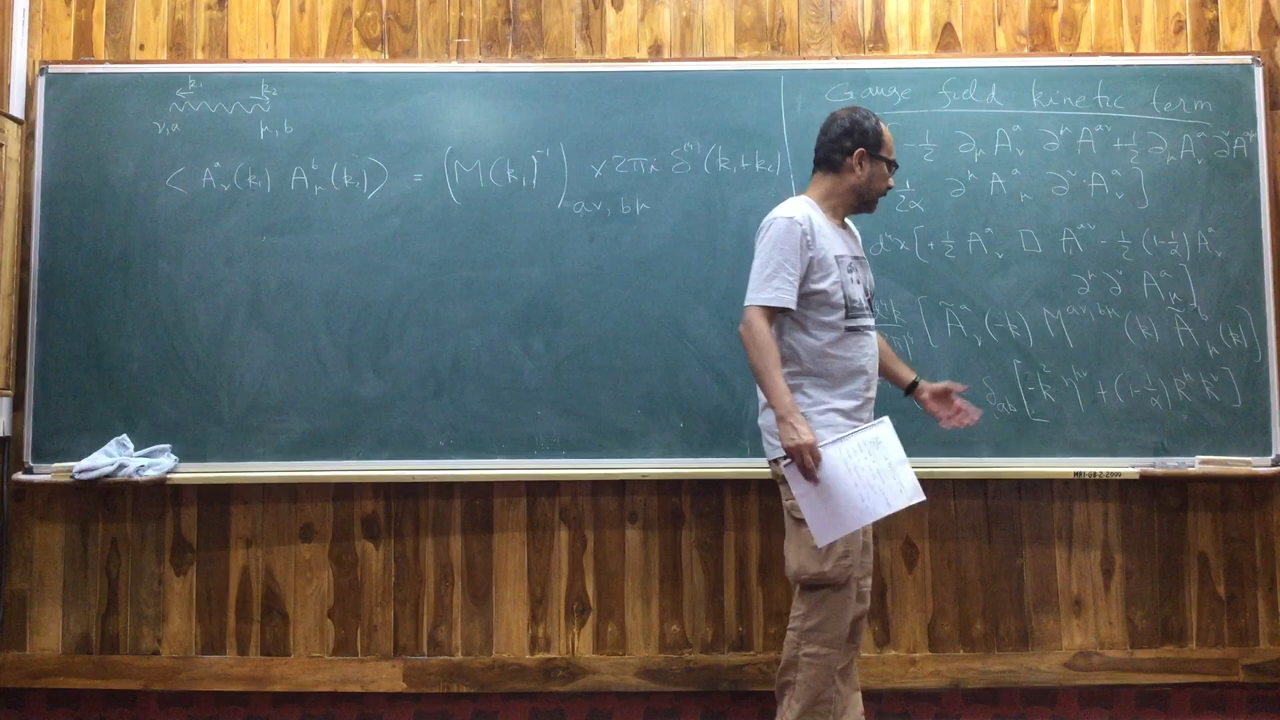 k₁ k₂
ν,a μ,b
⟨ A^a_ν(k₁) A^b_μ(k₂) ⟩ = (M(k₁)^{-1})_{aν, bμ} × 2πi δ^{(4)}(k₁+k₂)
Gauge field kinetic term
-1/2 ∂_μ A^a_ν ∂^μ A^{aν} + 1/2 ∂_μ A^a_ν ∂^ν A^{aμ}
1/2α ∂^μ A^a_μ ∂^ν A^a_ν ]
d⁴x [ +1/2 A^a_ν □ A^{aν} - 1/2 (1-1/α) A^a_ν
∂^μ ∂^ν A^a_μ ]
[ Ã^a_ν(-k) M^{aν,bμ}(k) Ã^b_μ(k) ]
δ_{ab} [ -k² η^{μν} + (1-1/α) k^μ k^ν ]